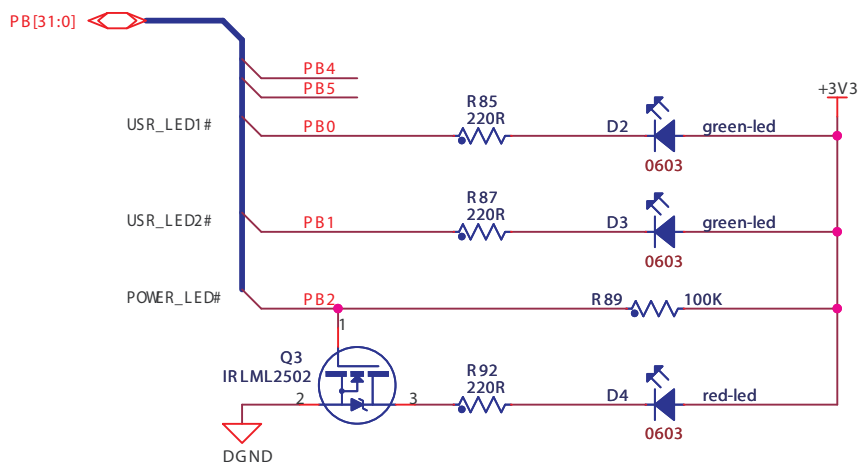 PB[31:0]
PB4
PB5
+3V3
USR_LED1#
PB0
R85
220R
D2
green-led
0603
USR_LED2#
PB1
R87
220R
D3
green-led
0603
POWER_LED#
PB2
R89
100K
1
Q3
IRLML2502
2
3
R92
220R
D4
red-led
0603
DGND